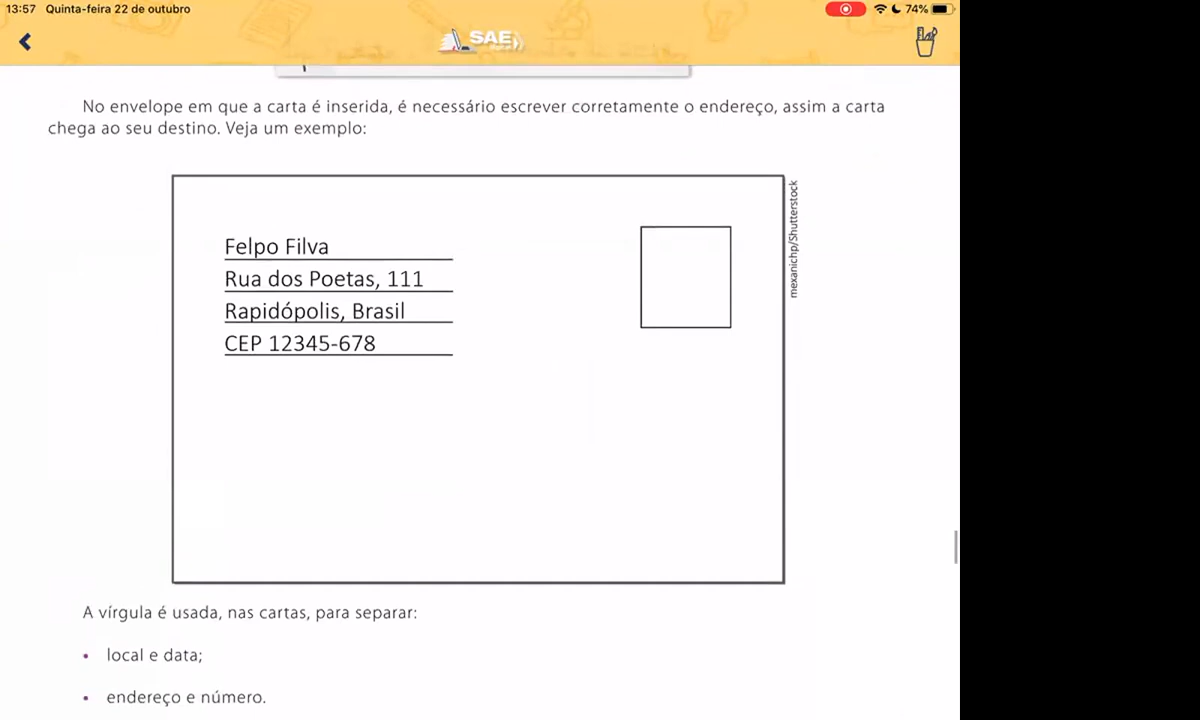 13:57 Quinta-feira 22 de outubro 74%
SAE
No envelope em que a carta é inserida, é necessário escrever corretamente o endereço, assim a carta
chega ao seu destino. Veja um exemplo:
mexanichp/Shutterstock
Felpo Filva
Rua dos Poetas, 111
Rapidópolis, Brasil
CEP 12345-678
A vírgula é usada, nas cartas, para separar:
• local e data;
• endereço e número.